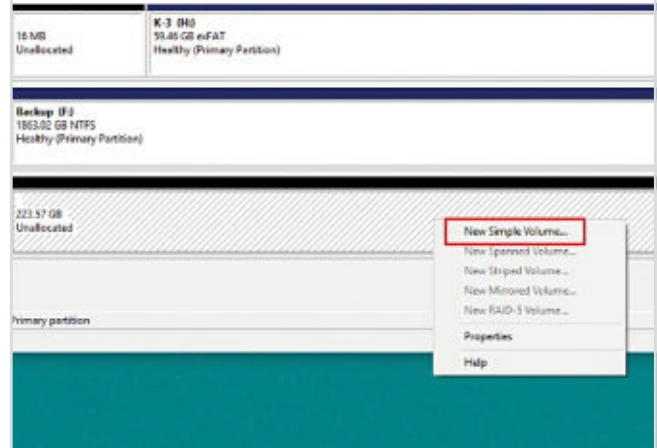 16 MB
Unallocated
K-3 (H:)
59.46 GB exFAT
Healthy (Primary Partition)
Backup (F:)
1863.02 GB NTFS
Healthy (Primary Partition)
223.57 GB
Unallocated
New Simple Volume...
New Spanned Volume...
New Striped Volume...
New Mirrored Volume...
New RAID-5 Volume...
Properties
Help
Primary partition